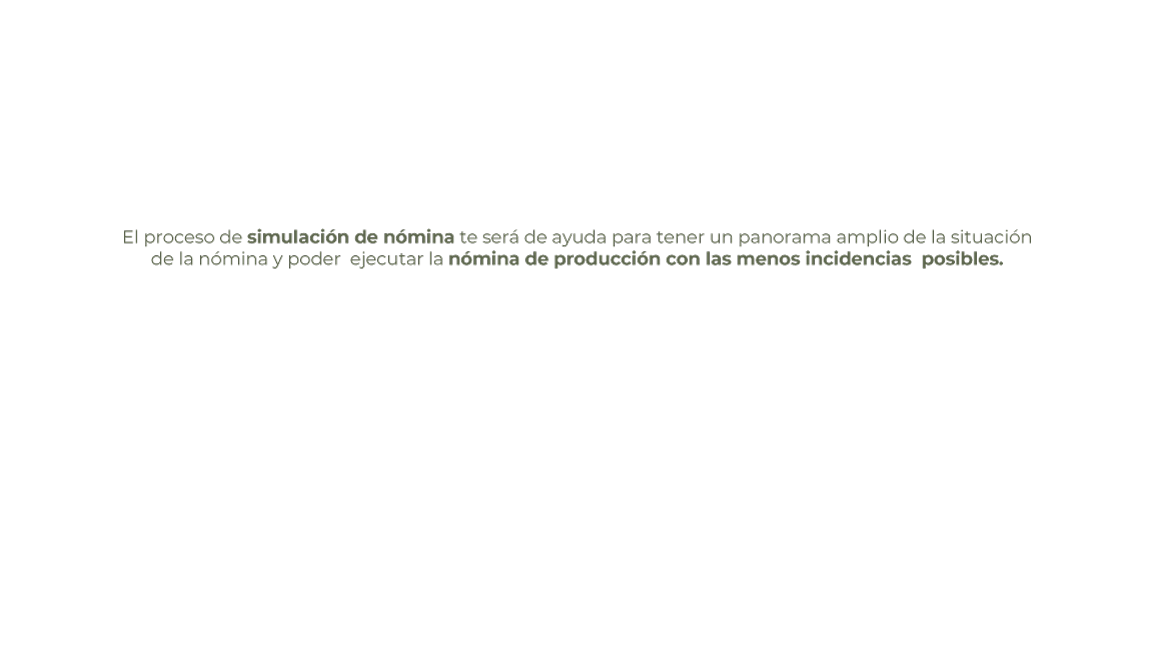 El proceso de simulación de nómina te será de ayuda para tener un panorama amplio de la situación
de la nómina y poder  ejecutar la nómina de producción con las menos incidencias  posibles.